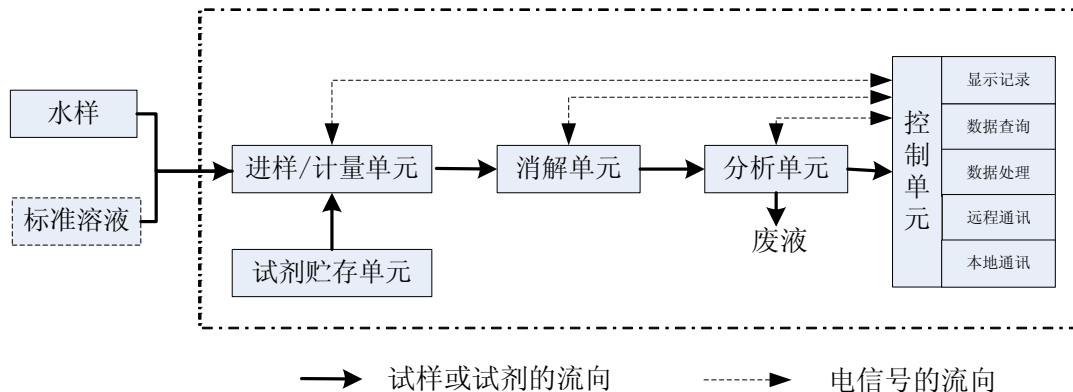 水样
标准溶液
进样/计量单元
试剂贮存单元
消解单元
分析单元
废液
控制单元
显示记录
数据查询
数据处理
远程通讯
本地通讯
试样或试剂的流向
电信号的流向